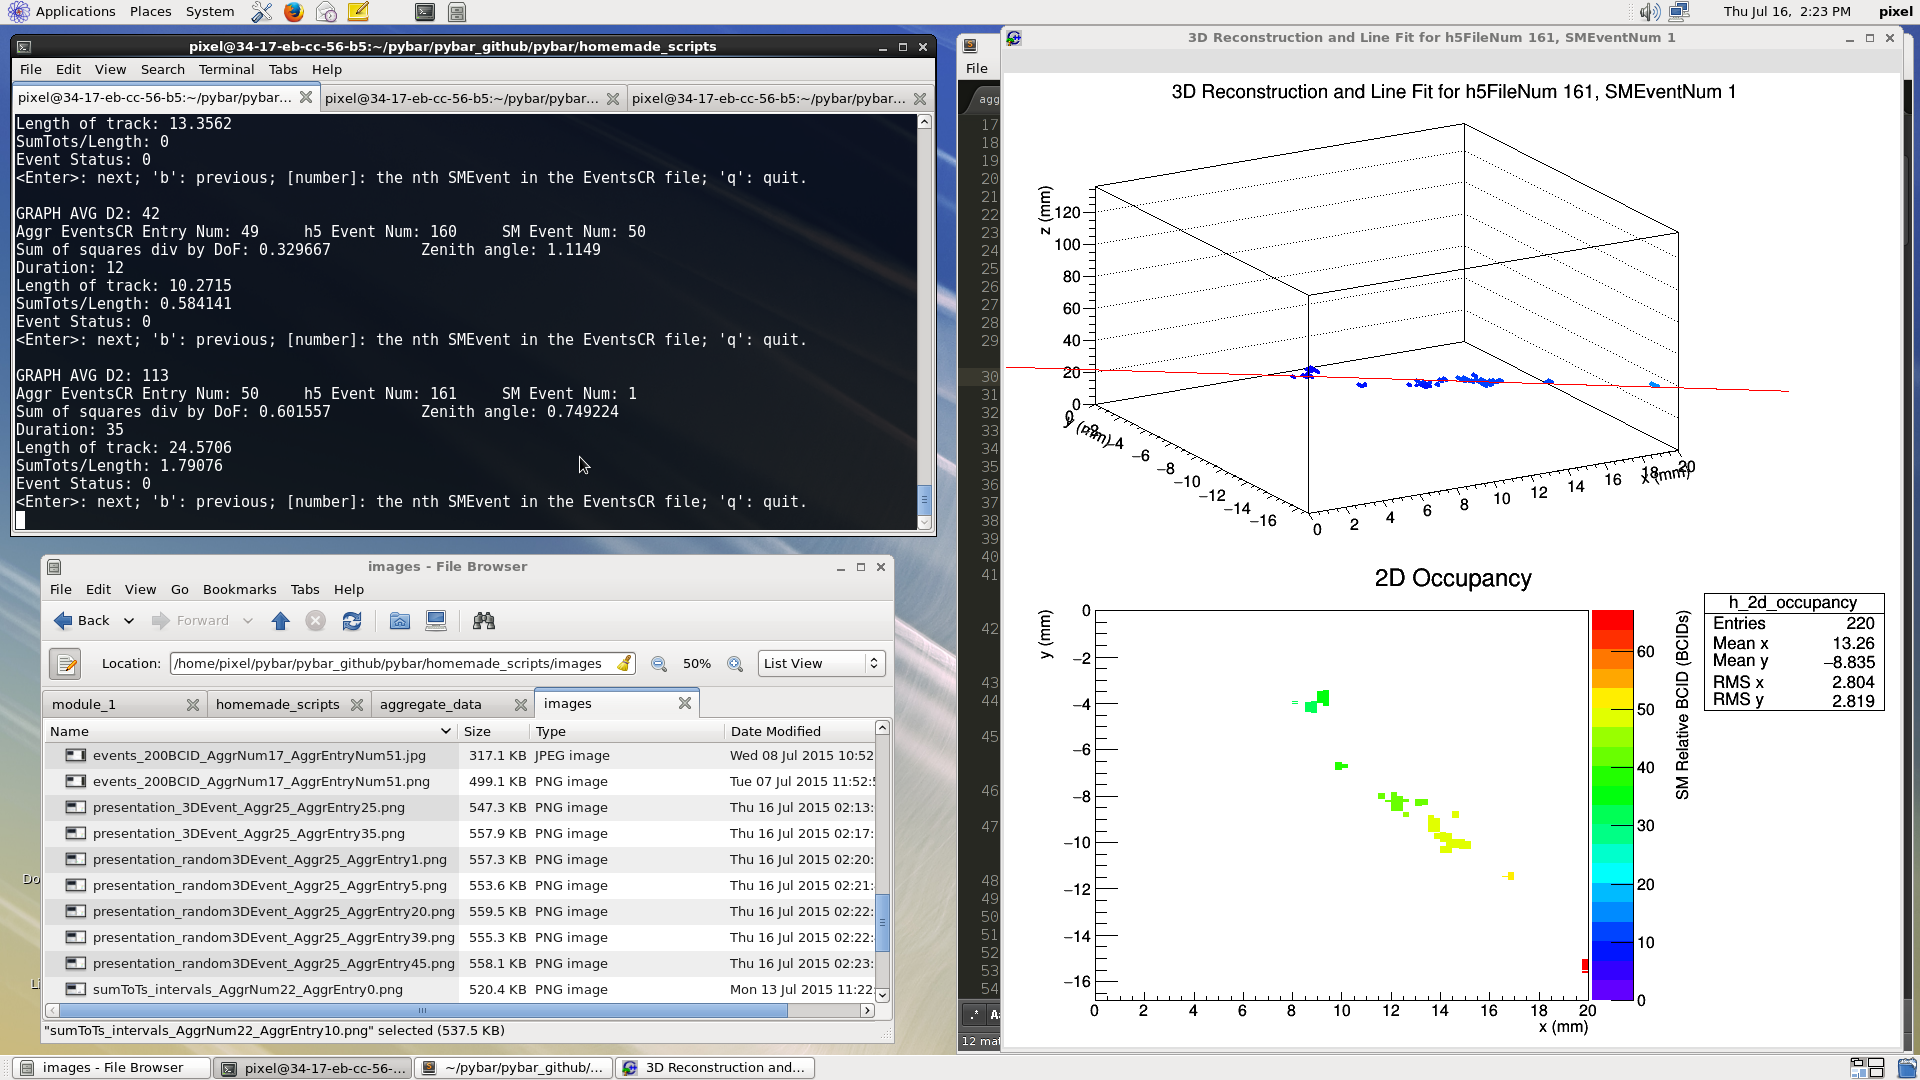 Applications Places System
Thu Jul 16, 2:23 PM pixel
pixel@34-17-eb-cc-56-b5:~/pybar/pybar_github/pybar/homemade_scripts
File Edit View Search Terminal Tabs Help
pixel@34-17-eb-cc-56-b5:~/pybar/pybar...
pixel@34-17-eb-cc-56-b5:~/pybar/pybar...
pixel@34-17-eb-cc-56-b5:~/pybar/pybar...
Length of track: 13.3562
SumTots/Length: 0
Event Status: 0
<Enter>: next; 'b': previous; [number]: the nth SMEvent in the EventsCR file; 'q': quit.
GRAPH AVG D2: 42
Aggr EventsCR Entry Num: 49 h5 Event Num: 160 SM Event Num: 50
Sum of squares div by DoF: 0.329667 Zenith angle: 1.1149
Duration: 12
Length of track: 10.2715
SumTots/Length: 0.584141
Event Status: 0
<Enter>: next; 'b': previous; [number]: the nth SMEvent in the EventsCR file; 'q': quit.
GRAPH AVG D2: 113
Aggr EventsCR Entry Num: 50 h5 Event Num: 161 SM Event Num: 1
Sum of squares div by DoF: 0.601557 Zenith angle: 0.749224
Duration: 35
Length of track: 24.5706
SumTots/Length: 1.79076
Event Status: 0
<Enter>: next; 'b': previous; [number]: the nth SMEvent in the EventsCR file; 'q': quit.
images - File Browser
File Edit View Go Bookmarks Tabs Help
Back Forward
Location: /home/pixel/pybar/pybar_github/pybar/homemade_scripts/images 50% List View
module_1 homemade_scripts aggregate_data images
Name Size Type Date Modified
events_200BCID_AggrNum17_AggrEntryNum51.jpg 317.1 KB JPEG image Wed 08 Jul 2015 10:52
events_200BCID_AggrNum17_AggrEntryNum51.png 499.1 KB PNG image Tue 07 Jul 2015 11:52:
presentation_3DEvent_Aggr25_AggrEntry25.png 547.3 KB PNG image Thu 16 Jul 2015 02:13:
presentation_3DEvent_Aggr25_AggrEntry35.png 557.9 KB PNG image Thu 16 Jul 2015 02:17:
presentation_random3DEvent_Aggr25_AggrEntry1.png 557.3 KB PNG image Thu 16 Jul 2015 02:20:
presentation_random3DEvent_Aggr25_AggrEntry5.png 553.6 KB PNG image Thu 16 Jul 2015 02:21:
presentation_random3DEvent_Aggr25_AggrEntry20.png 559.5 KB PNG image Thu 16 Jul 2015 02:22:
presentation_random3DEvent_Aggr25_AggrEntry39.png 555.3 KB PNG image Thu 16 Jul 2015 02:22:
presentation_random3DEvent_Aggr25_AggrEntry45.png 558.1 KB PNG image Thu 16 Jul 2015 02:23:
sumToTs_intervals_AggrNum22_AggrEntry0.png 520.4 KB PNG image Mon 13 Jul 2015 11:22
"sumToTs_intervals_AggrNum22_AggrEntry10.png" selected (537.5 KB)
Do
Li
File
agg
17
18
19
20
21
22
23
24
25
26
27
28
29
30
31
32
33
34
35
36
37
38
39
40
41
42
43
44
45
46
47
48
49
50
51
52
53
54
.* A
12 mat
3D Reconstruction and Line Fit for h5FileNum 161, SMEventNum 1
3D Reconstruction and Line Fit for h5FileNum 161, SMEventNum 1
z (mm)
120
100
80
60
40
20
0
y (mm)
0 −2 −4 −6 −8 −10 −12 −14 −16
0 2 4 6 8 10 12 14 16 18 20
x (mm)
2D Occupancy
y (mm)
0
−2
−4
−6
−8
−10
−12
−14
−16
0 2 4 6 8 10 12 14 16 18 20
x (mm)
60
50
40
30
20
10
0
SM Relative BCID (BCIDs)
h_2d_occupancy
Entries 220
Mean x 13.26
Mean y −8.835
RMS x 2.804
RMS y 2.819
images - File Browser
pixel@34-17-eb-cc-56-...
~/pybar/pybar_github/...
3D Reconstruction and...